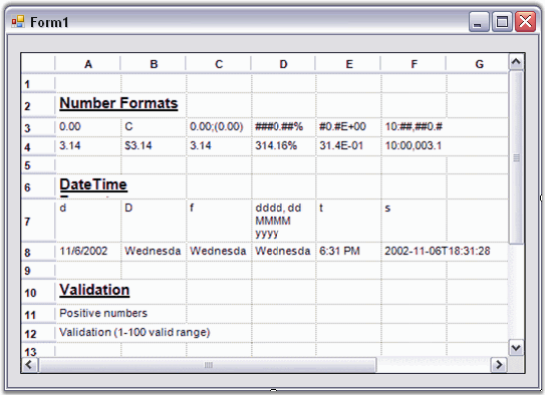 Form1
A B C D E F G
1
2 Number Formats
3 0.00 C 0.00;(0.00) ###0.##% #0.#E+00 10:##,##0.#
4 3.14 $3.14 3.14 314.16% 31.4E-01 10:00,003.1
5
6 DateTime
7 d D f dddd, dd t s
MMMM
yyyy
8 11/6/2002 Wednesda Wednesda Wednesda 6:31 PM 2002-11-06T18:31:28
9
10 Validation
11 Positive numbers
12 Validation (1-100 valid range)
13